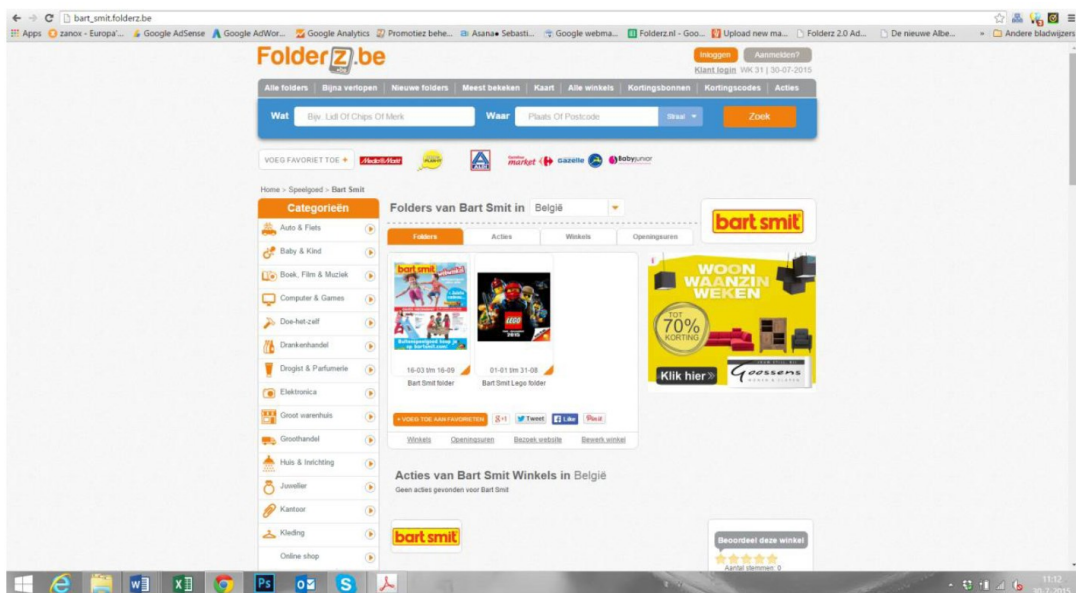 bart_smit.folderz.be
Apps zanox - Europa'... Google AdSense Google AdWor... Google Analytics Promotiez behe... Asana● Sebasti... Google webma... Folderz.nl - Goo... Upload new ma... Folderz 2.0 Ad... De nieuwe Albe... » Andere bladwijzers
Folderz.be
Inloggen Aanmelden?
Klant login WK 31 | 30-07-2015
Alle folders | Bijna verlopen | Nieuwe folders | Meest bekeken | Kaart | Alle winkels | Kortingsbonnen | Kortingscodes | Acties
Wat Bijv. Lidl Of Chips Of Merk Waar Plaats Of Postcode Straal Zoek
VOEG FAVORIET TOE + Media Markt ALDI market gazelle Babyjunior
Home > Speelgoed > Bart Smit
Categorieën
Auto & Fiets
Baby & Kind
Boek, Film & Muziek
Computer & Games
Doe-het-zelf
Drankenhandel
Drogist & Parfumerie
Elektronica
Groot warenhuis
Groothandel
Huis & Inrichting
Juwelier
Kantoor
Kleding
Online shop
Folders van Bart Smit in België
Folders Acties Winkels Openingsuren
bart smit
LEGO
2015
16-03 t/m 16-09
Bart Smit folder
01-01 t/m 31-08
Bart Smit Lego folder
+ VOEG TOE AAN FAVORIETEN g+1 Tweet Like Pin it
Winkels Openingsuren Bezoek website Bewerk winkel
Acties van Bart Smit Winkels in België
Geen acties gevonden voor Bart Smit
bart smit
bart smit
WOON
WAANZIN
WEKEN
TOT
70%
KORTING
Klik hier »
Goossens
WONEN & SLAPEN
Beoordeel deze winkel
Aantal stemmen: 0
11:12
30-7-2015